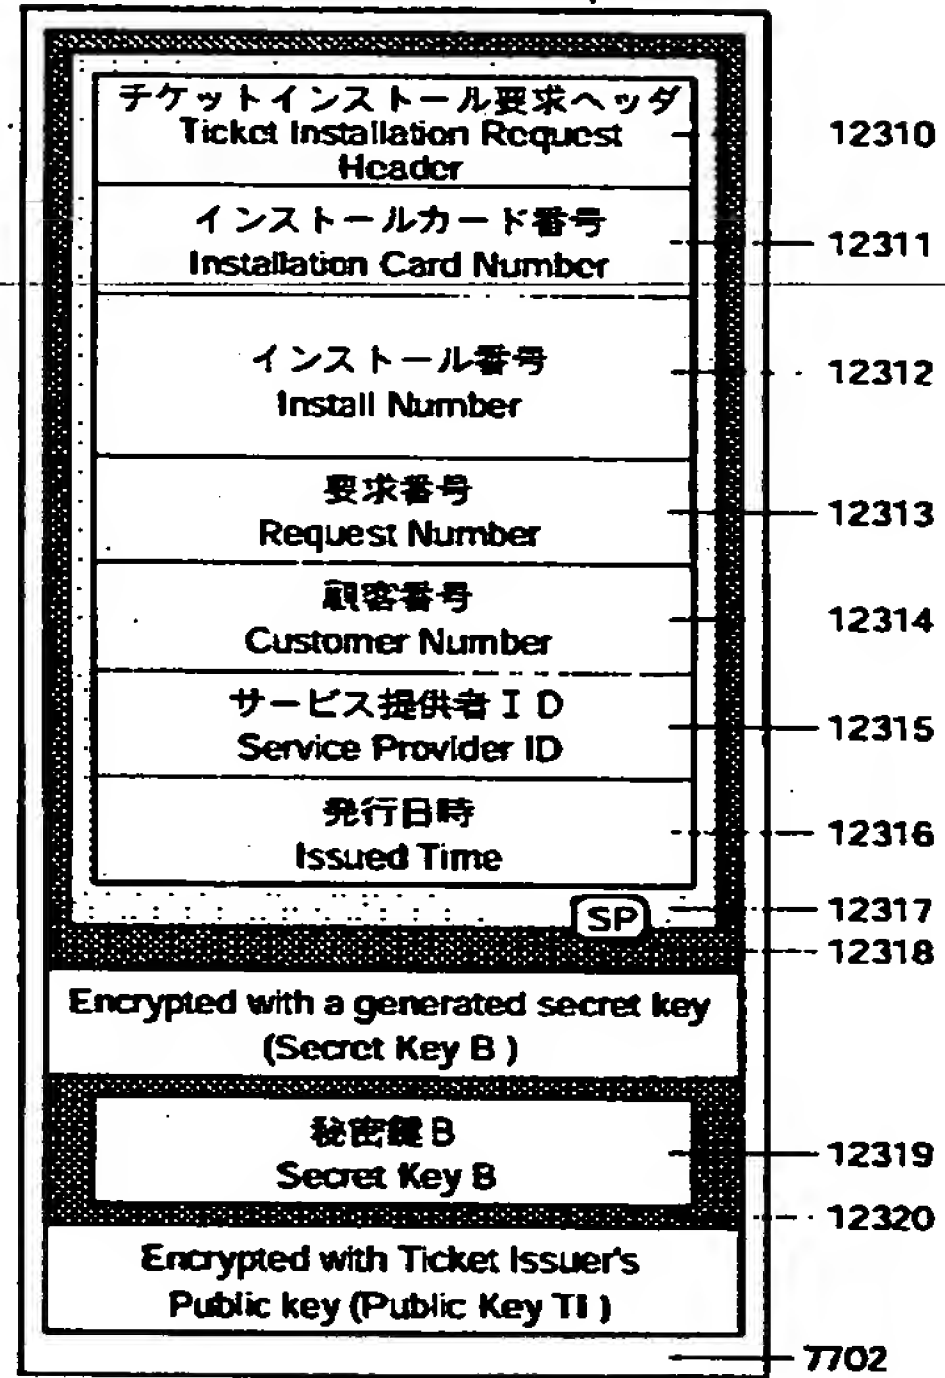 チケットインストール要求ヘッダ
Ticket Installation Request
Header
12310
インストールカード番号
Installation Card Number
12311
インストール番号
Install Number
12312
要求番号
Request Number
12313
顧客番号
Customer Number
12314
サービス提供者ID
Service Provider ID
12315
発行日時
Issued Time
12316
SP
12317
12318
Encrypted with a generated secret key
(Secret Key B )
秘密鍵B
Secret Key B
12319
12320
Encrypted with Ticket Issuer's
Public key (Public Key TI )
7702